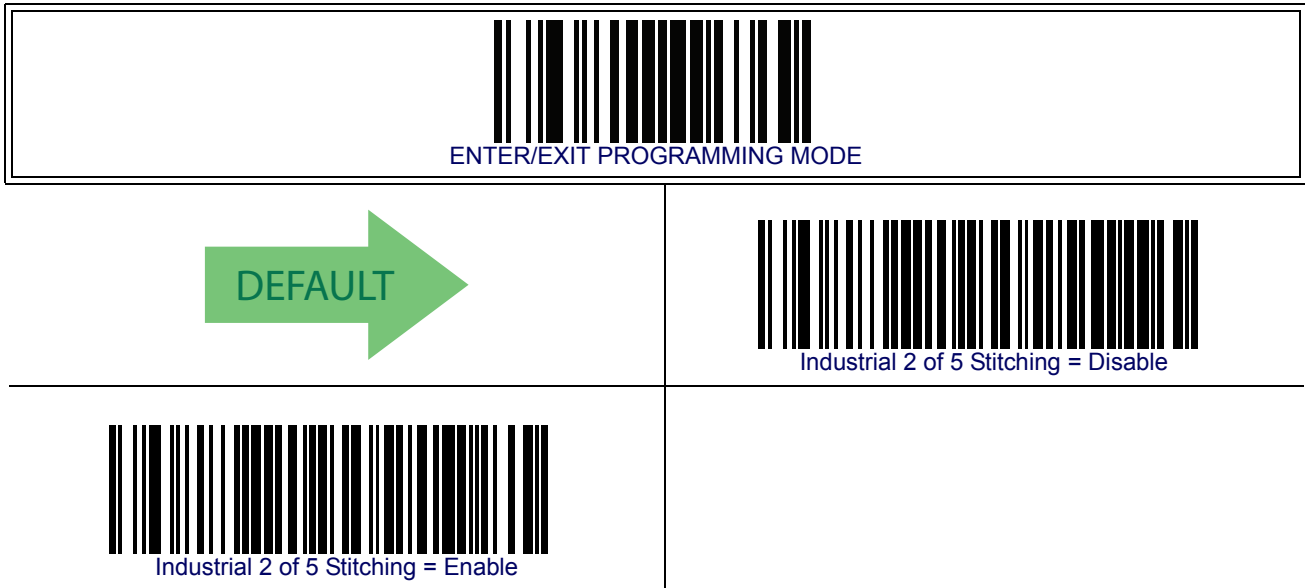 ENTER/EXIT PROGRAMMING MODE
DEFAULT
Industrial 2 of 5 Stitching = Disable
Industrial 2 of 5 Stitching = Enable